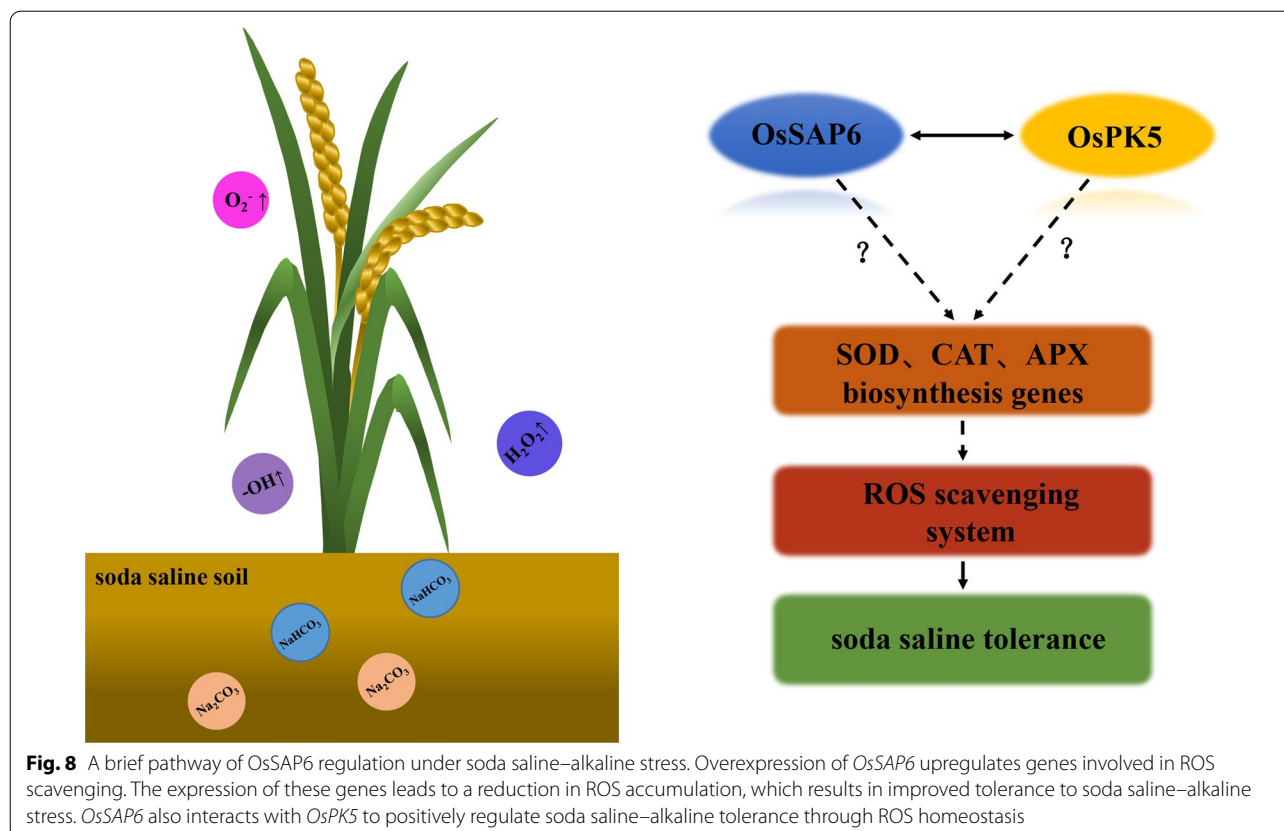 O₂⁻↑
-OH↑
H₂O₂↑
soda saline soil
NaHCO₃
NaHCO₃
Na₂CO₃
Na₂CO₃
OsSAP6
OsPK5
?
?
SOD、CAT、APX
biosynthesis genes
ROS scavenging
system
soda saline tolerance
Fig. 8 A brief pathway of OsSAP6 regulation under soda saline–alkaline stress. Overexpression of OsSAP6 upregulates genes involved in ROS
scavenging. The expression of these genes leads to a reduction in ROS accumulation, which results in improved tolerance to soda saline–alkaline
stress. OsSAP6 also interacts with OsPK5 to positively regulate soda saline–alkaline tolerance through ROS homeostasis